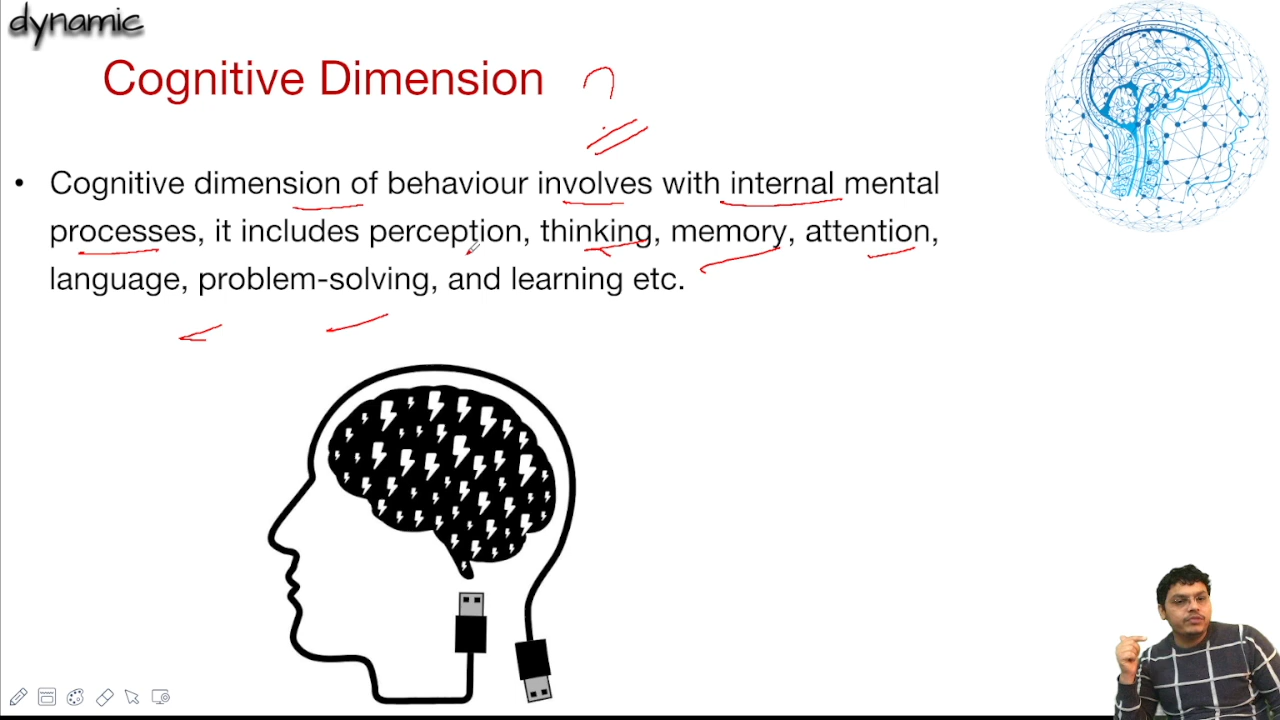 dynamic
Cognitive Dimension
• Cognitive dimension of behaviour involves with internal mental
processes, it includes perception, thinking, memory, attention,
language, problem-solving, and learning etc.